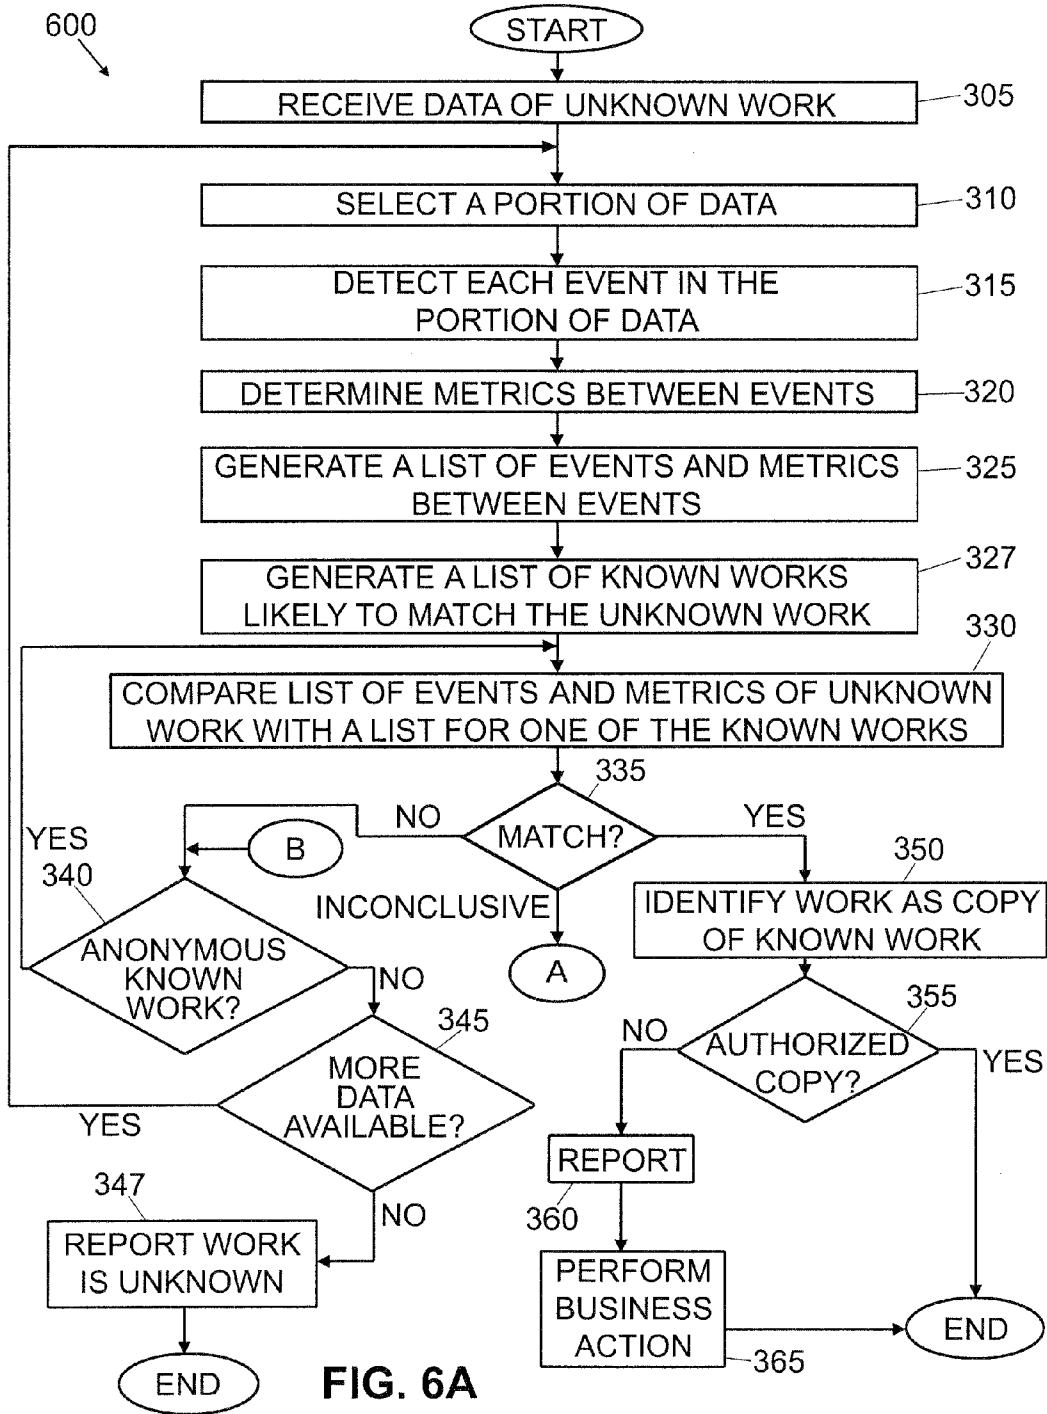 600
START
RECEIVE DATA OF UNKNOWN WORK
305
SELECT A PORTION OF DATA
310
DETECT EACH EVENT IN THE
PORTION OF DATA
315
DETERMINE METRICS BETWEEN EVENTS
320
GENERATE A LIST OF EVENTS AND METRICS
BETWEEN EVENTS
325
GENERATE A LIST OF KNOWN WORKS
LIKELY TO MATCH THE UNKNOWN WORK
327
330
COMPARE LIST OF EVENTS AND METRICS OF UNKNOWN
WORK WITH A LIST FOR ONE OF THE KNOWN WORKS
335
MATCH?
NO
YES
INCONCLUSIVE
A
B
YES
340
ANONYMOUS
KNOWN
WORK?
NO
345
MORE
DATA
AVAILABLE?
YES
NO
347
REPORT WORK
IS UNKNOWN
END
350
IDENTIFY WORK AS COPY
OF KNOWN WORK
355
AUTHORIZED
COPY?
NO
YES
REPORT
360
PERFORM
BUSINESS
ACTION
365
END
FIG. 6A